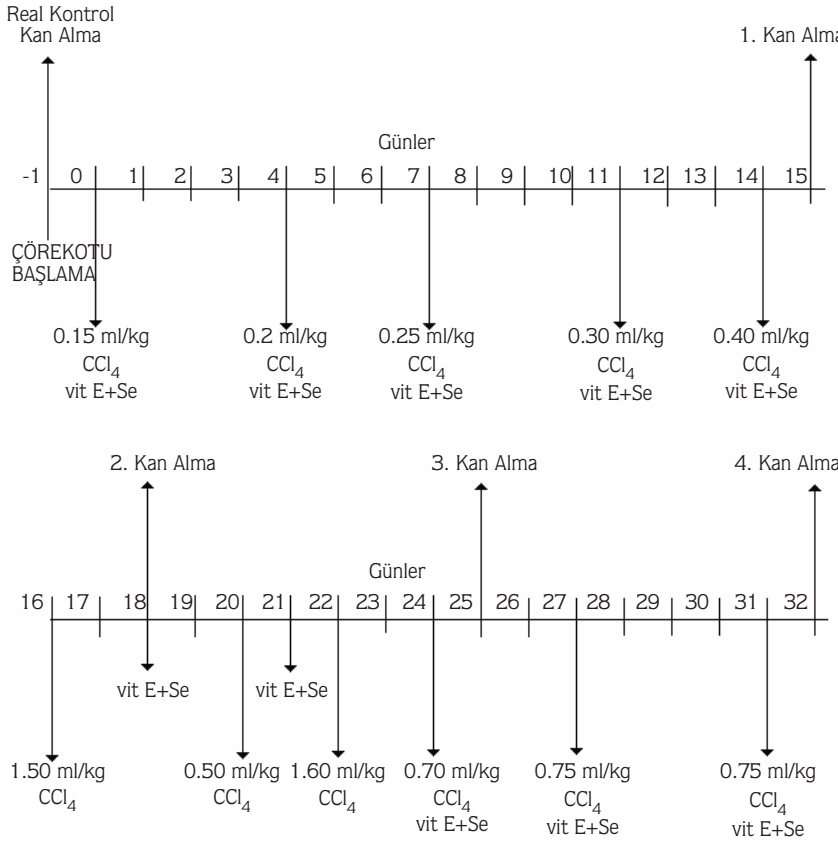 Real Kontrol
Kan Alma
1. Kan Alma
Günler
-1 0 1 2 3 4 5 6 7 8 9 10 11 12 13 14 15
ÇÖREKOTU
BAŞLAMA
0.15 ml/kg 0.2 ml/kg 0.25 ml/kg 0.30 ml/kg 0.40 ml/kg
CCl₄ CCl₄ CCl₄ CCl₄ CCl₄
vit E+Se vit E+Se vit E+Se vit E+Se vit E+Se
2. Kan Alma 3. Kan Alma 4. Kan Alma
Günler
16 17 18 19 20 21 22 23 24 25 26 27 28 29 30 31 32
vit E+Se vit E+Se
1.50 ml/kg 0.50 ml/kg 1.60 ml/kg 0.70 ml/kg 0.75 ml/kg 0.75 ml/kg
CCl₄ CCl₄ CCl₄ CCl₄ CCl₄ CCl₄
vit E+Se vit E+Se vit E+Se